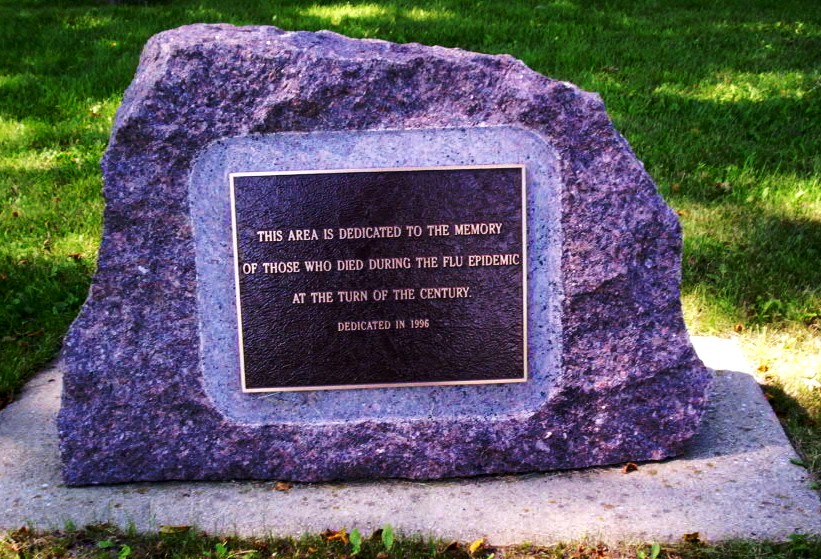 THIS AREA IS DEDICATED TO THE MEMORY
OF THOSE WHO DIED DURING THE FLU EPIDEMIC
AT THE TURN OF THE CENTURY.
DEDICATED IN 1996